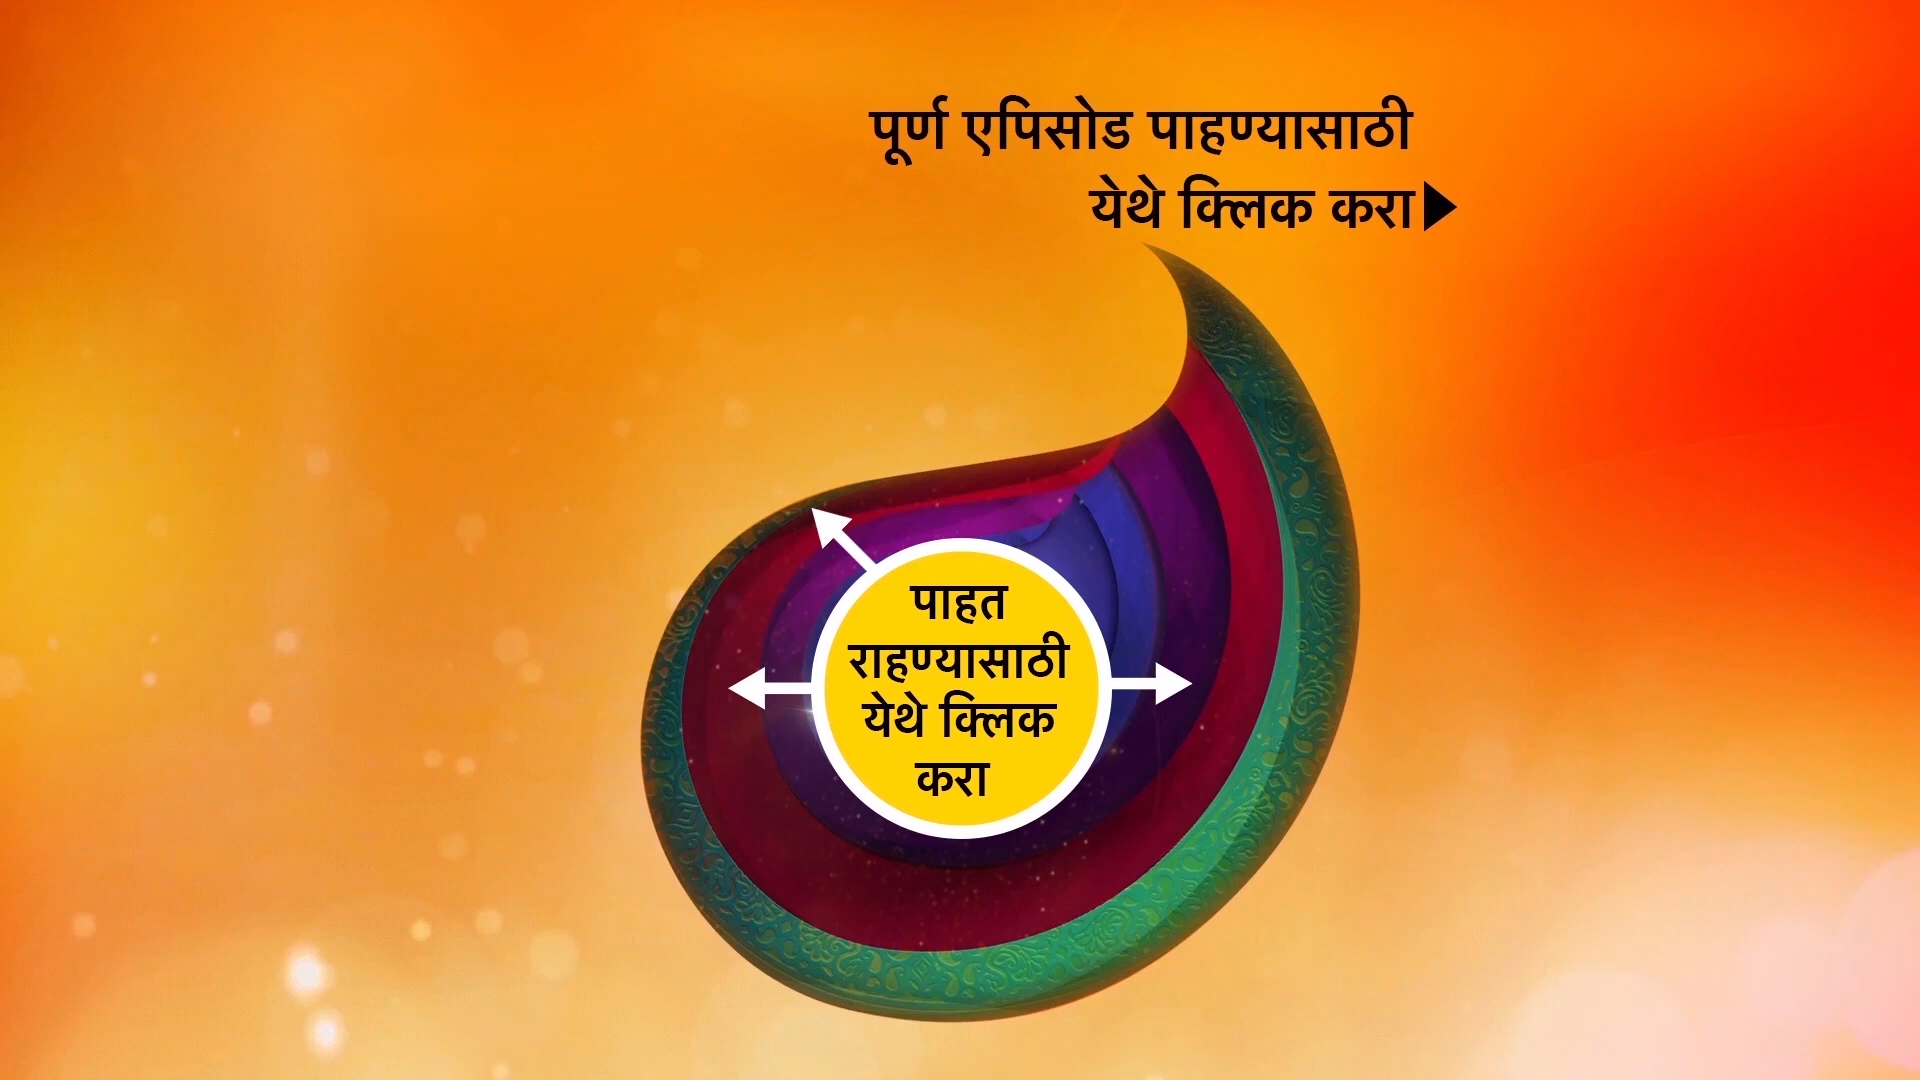 पूर्ण एपिसोड पाहण्यासाठी
येथे क्लिक करा
पाहत
राहण्यासाठी
येथे क्लिक
करा